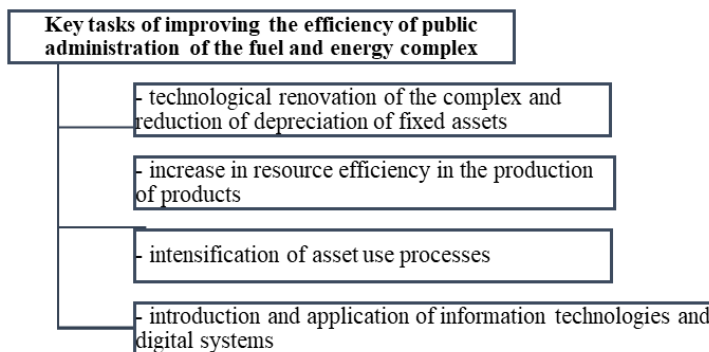 Key tasks of improving the efficiency of public
administration of the fuel and energy complex
- technological renovation of the complex and
reduction of depreciation of fixed assets
- increase in resource efficiency in the production
of products
- intensification of asset use processes
- introduction and application of information technologies and
digital systems